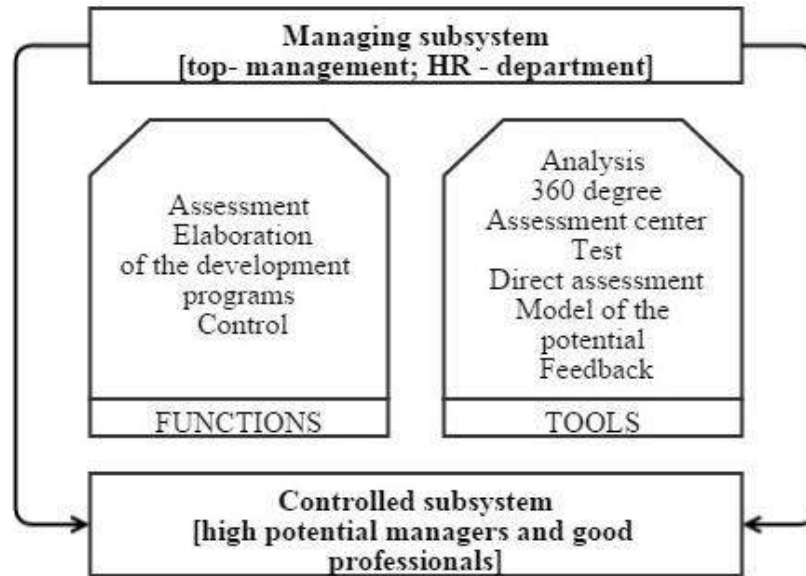 Managing subsystem
[top- management; HR - department]
Assessment
Elaboration
of the development
programs
Control
FUNCTIONS
Analysis
360 degree
Assessment center
Test
Direct assessment
Model of the
potential
Feedback
TOOLS
Controlled subsystem
[high potential managers and good
professionals]